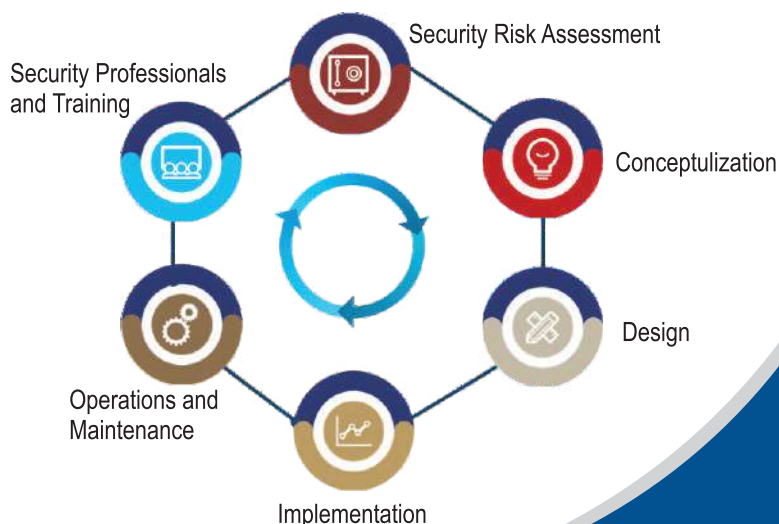 Security Risk Assessment
Security Professionals
and Training
Conceptulization
Design
Operations and
Maintenance
Implementation